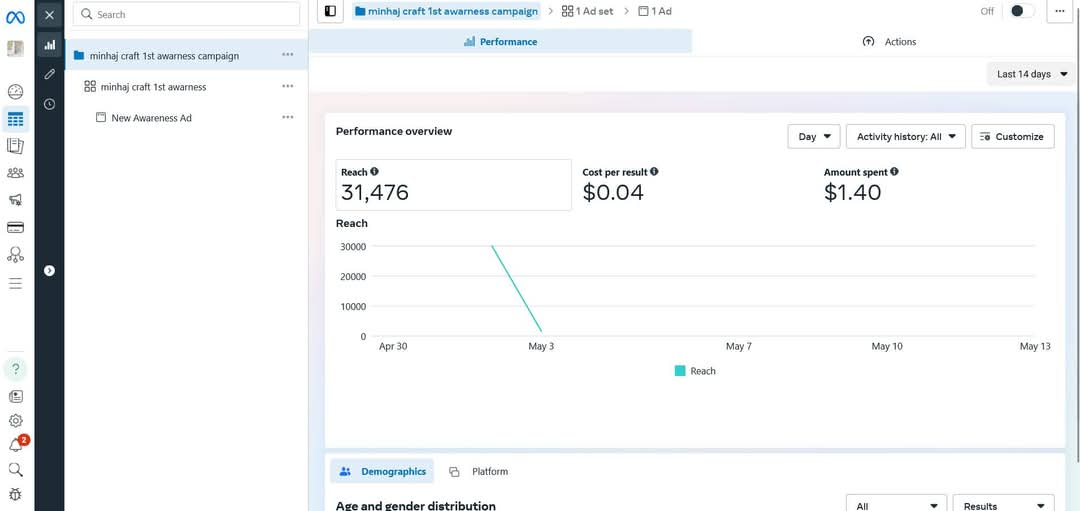 Search
minhaj craft 1st awarness campaign
minhaj craft 1st awarness
New Awareness Ad
minhaj craft 1st awarness campaign > 1 Ad set > 1 Ad
Off
Performance
Actions
Last 14 days
Performance overview
Day
Activity history: All
Customize
Reach
31,476
Cost per result
$0.04
Amount spent
$1.40
Reach
30000
20000
10000
0
Apr 30
May 3
May 7
May 10
May 13
Reach
Demographics
Platform
Age and gender distribution
All
Results
?
2